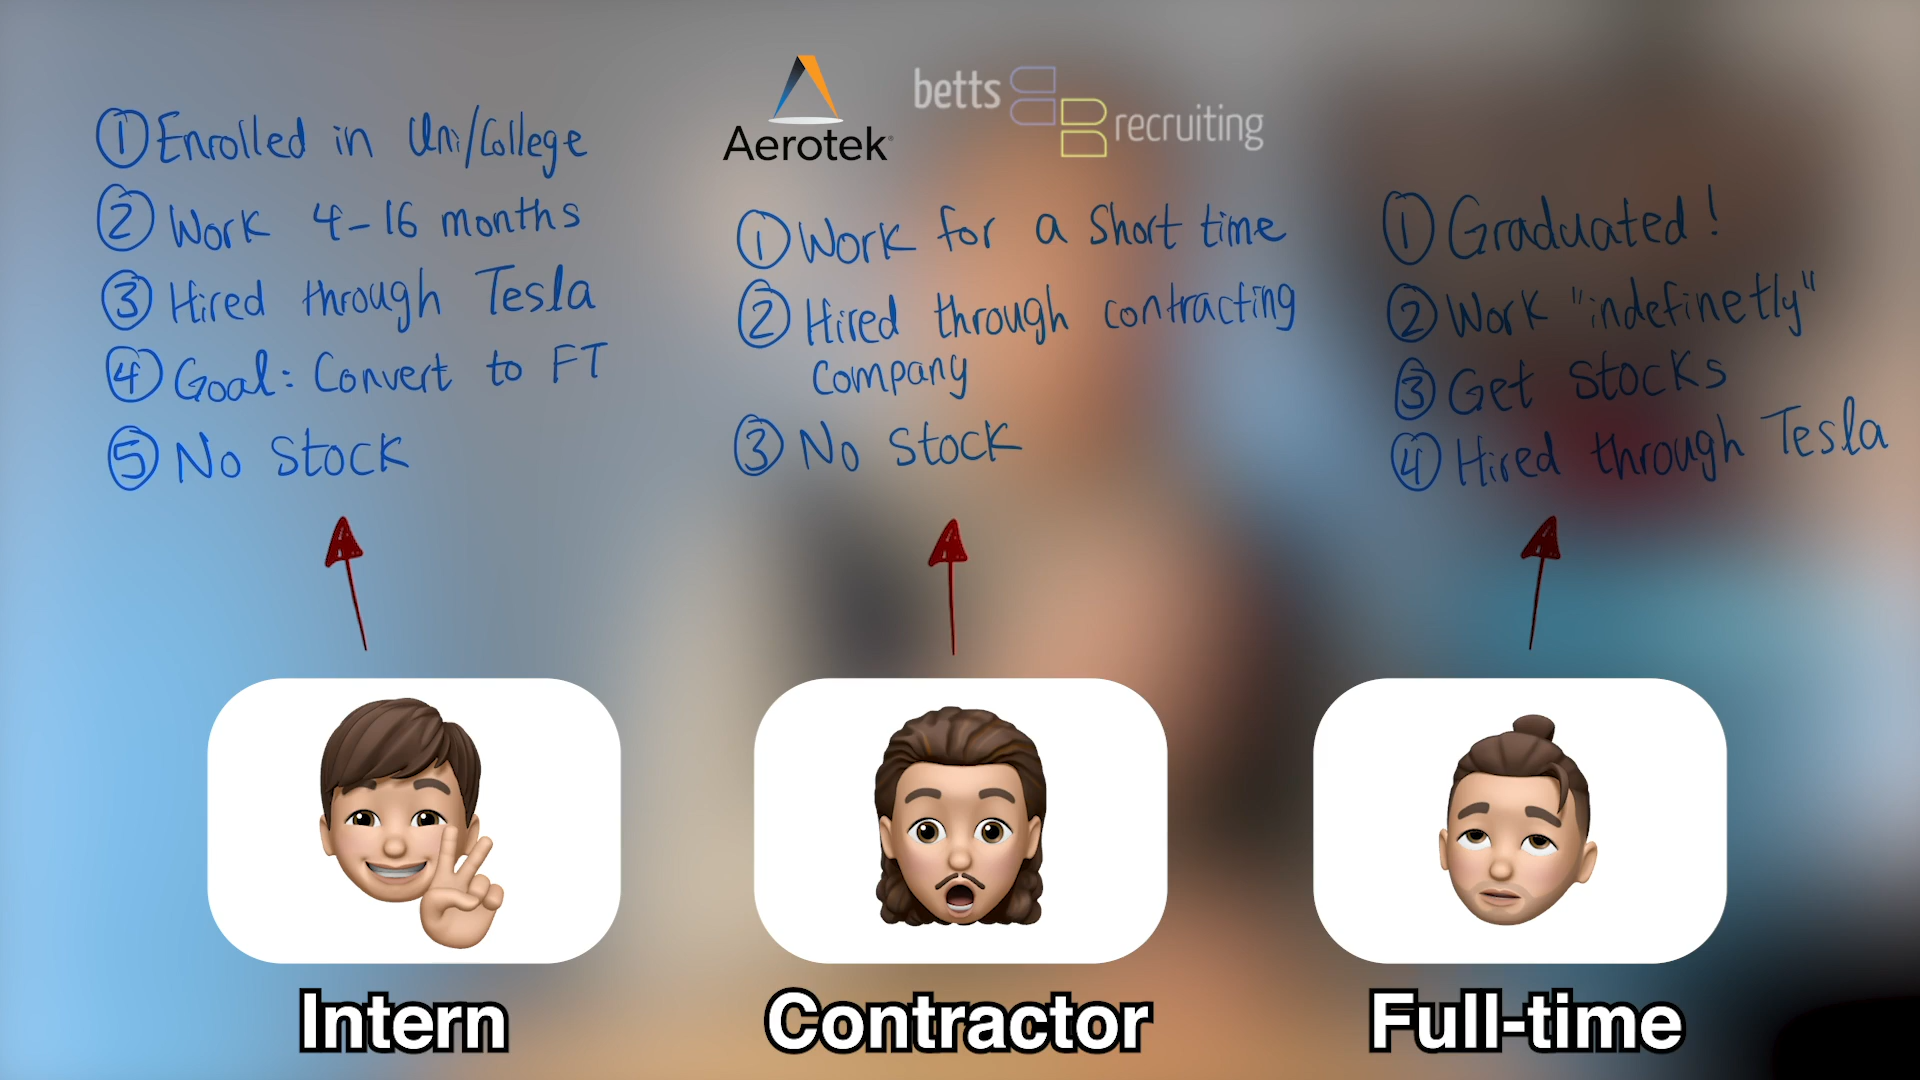 ① Enrolled in Uni/College
② Work 4-16 months
③ Hired through Tesla
④ Goal: Convert to FT
⑤ No Stock
Aerotek
betts recruiting
① Work for a Short time
② Hired through contracting
Company
③ No Stock
① Graduated!
② Work "indefinetly"
③ Get Stocks
④ Hired through Tesla
Intern
Contractor
Full-time